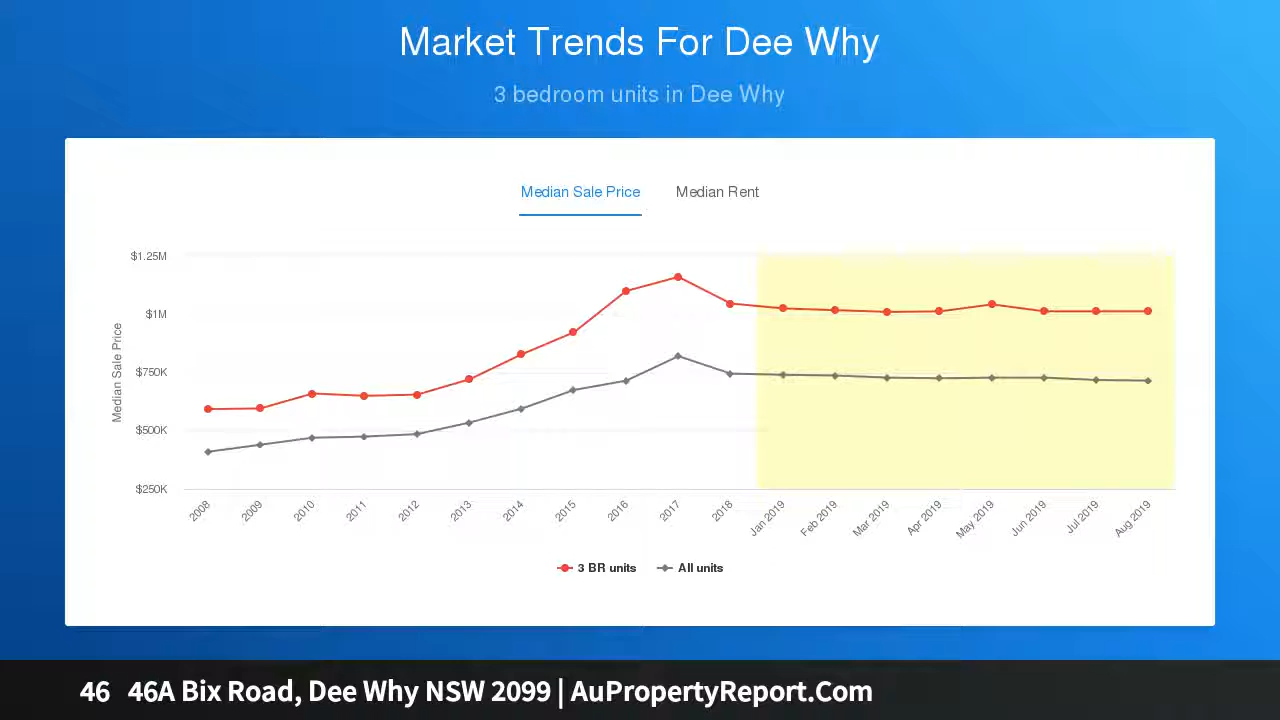 Market Trends For Dee Why
3 bedroom units in Dee Why
Median Sale Price Median Rent
$1.25M
$1M
$750K
$500K
$250K
Median Sale Price
2008 2009 2010 2011 2012 2013 2014 2015 2016 2017 2018 Jan 2019 Feb 2019 Mar 2019 Apr 2019 May 2019 Jun 2019 Jul 2019 Aug 2019
3 BR units All units
46 46A Bix Road, Dee Why NSW 2099 | AuPropertyReport.Com